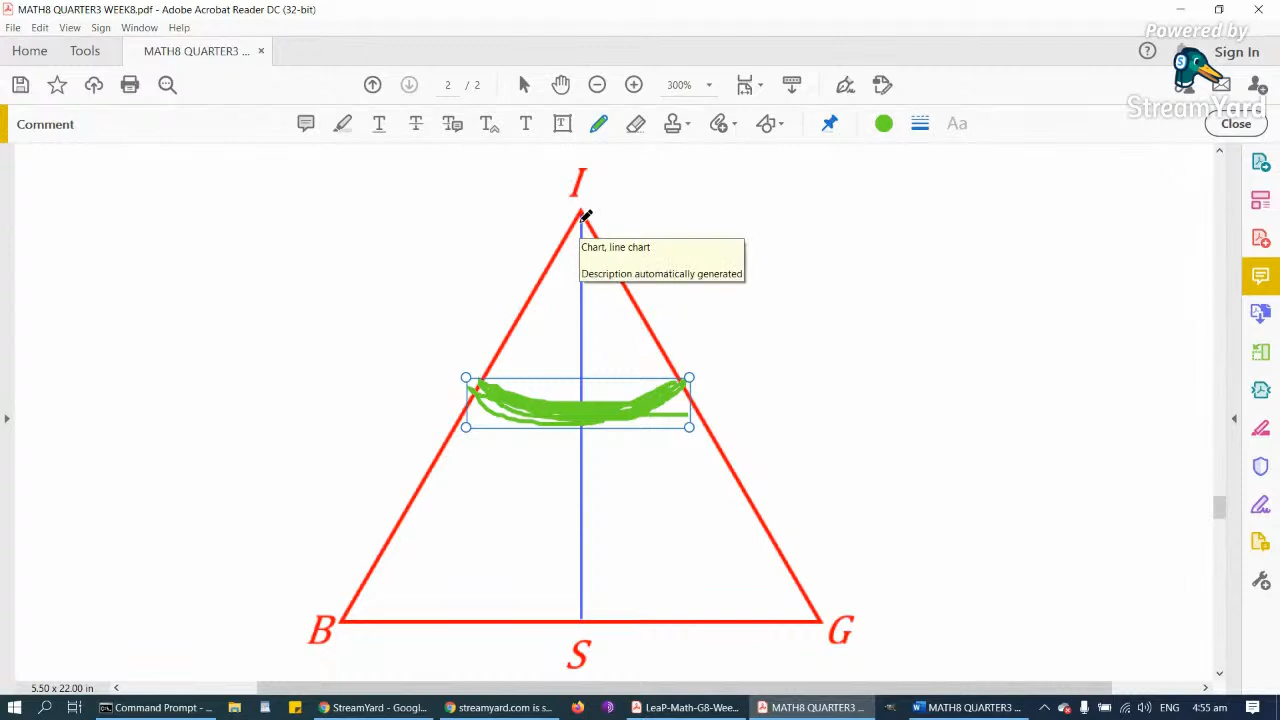 MATH8 QUARTER3 WEEK8.pdf - Adobe Acrobat Reader DC (32-bit)
File Edit View Sign Window Help
Powered by
StreamYard
Home Tools MATH8 QUARTER3 ... × Sign In
2 / 2 300%
Comment Aa Close
I
Chart, line chart
Description automatically generated
B G
S
5.50 x 22.00 in
Command Prompt - ... StreamYard - Googl... streamyard.com is s... LeaP-Math-G8-Wee... MATH8 QUARTER3 ... MATH8 QUARTER3 ... ENG 4:55 am